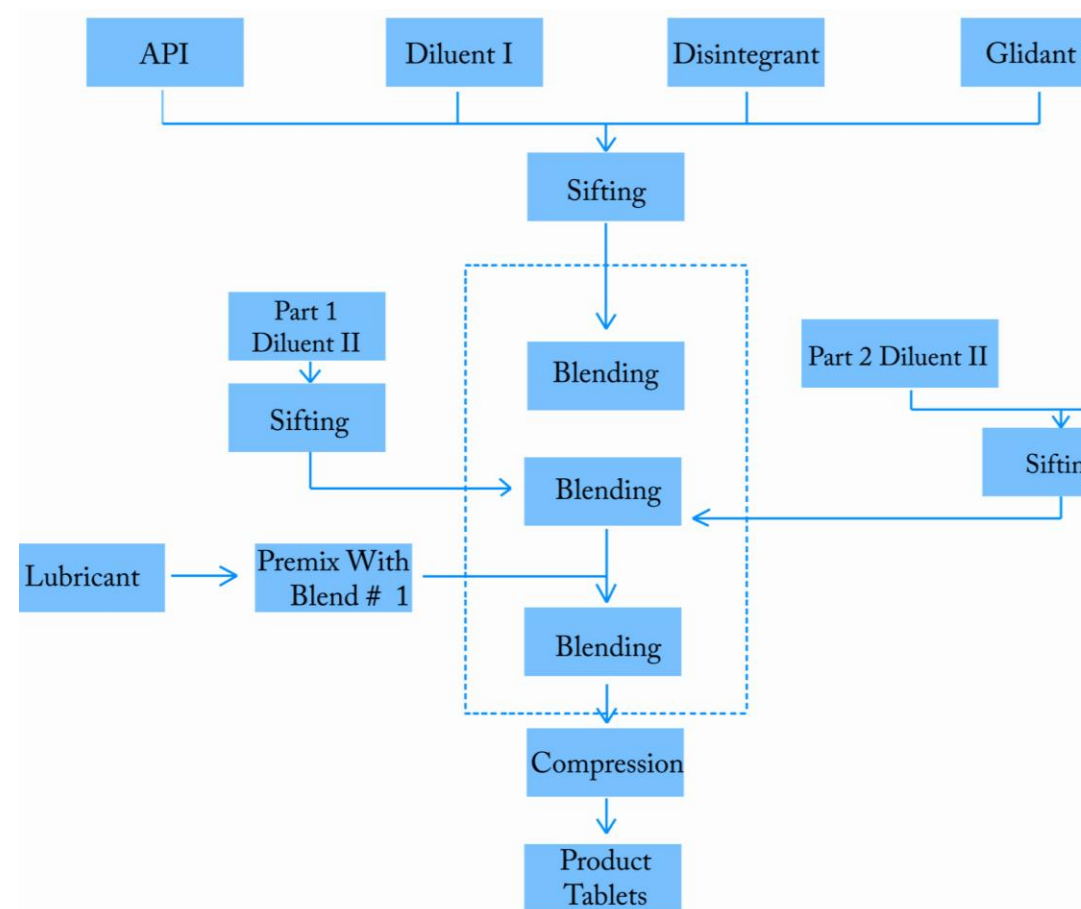 API
Diluent I
Disintegrant
Glidant
Sifting
Part 1
Diluent II
Blending
Part 2 Diluent II
Sifting
Blending
Siftin
Lubricant
Premix With
Blend # 1
Blending
Compression
Product
Tablets